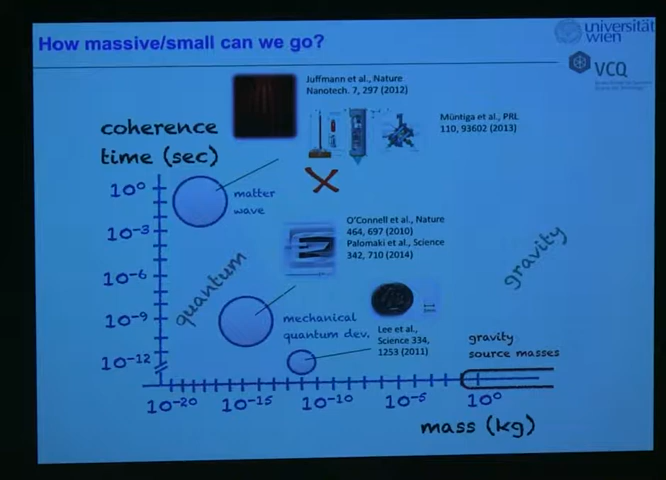 How massive/small can we go?
universität
wien
VCQ
Juffmann et al., Nature
Nanotech. 7, 297 (2012)
Müntiga et al., PRL
110, 93602 (2013)
coherence
time (sec)
10⁰
10⁻³
10⁻⁶
10⁻⁹
10⁻¹²
matter
wave
O'Connell et al., Nature
464, 697 (2010)
Palomaki et al., Science
342, 710 (2014)
quantum
gravity
mechanical
quantum dev.
Lee et al.,
Science 334,
1253 (2011)
gravity
source masses
10⁻²⁰
10⁻¹⁵
10⁻¹⁰
10⁻⁵
10⁰
mass (kg)